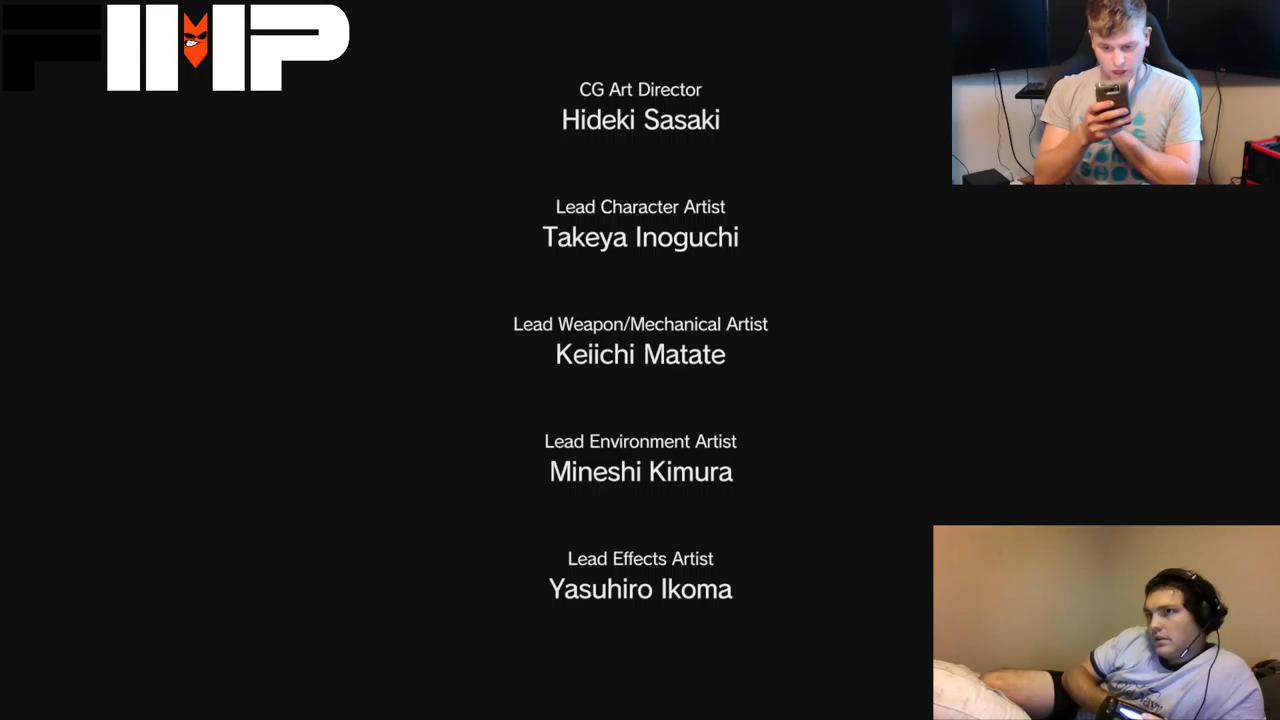 FIHP
CG Art Director
Hideki Sasaki
Lead Character Artist
Takeya Inoguchi
Lead Weapon/Mechanical Artist
Keiichi Matate
Lead Environment Artist
Mineshi Kimura
Lead Effects Artist
Yasuhiro Ikoma